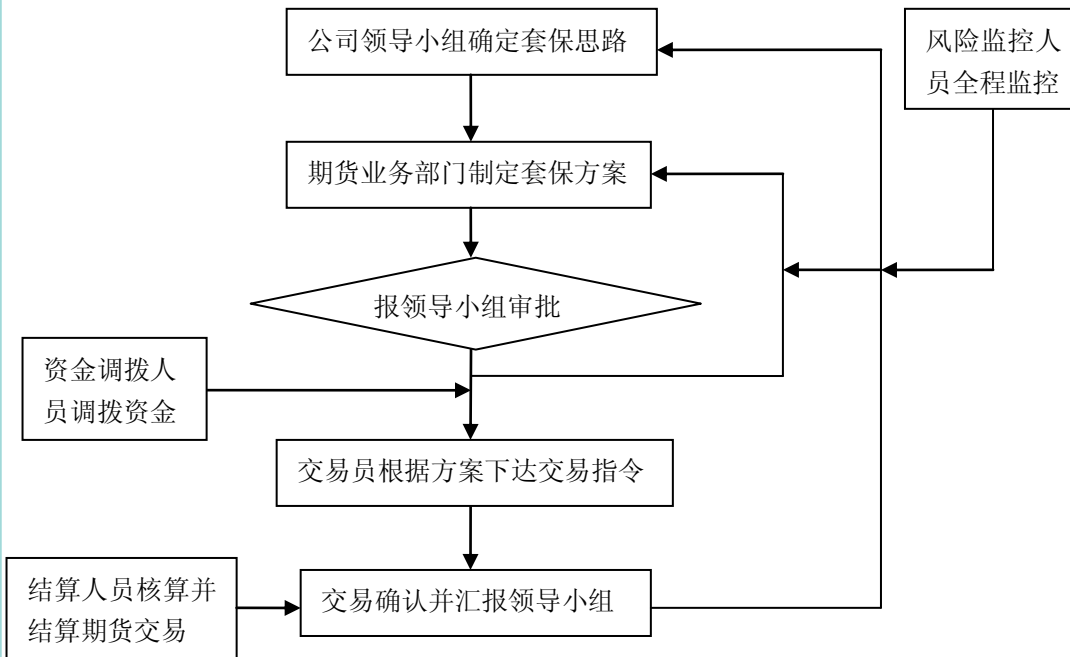 公司领导小组确定套保思路
风险监控人
员全程监控
期货业务部门制定套保方案
报领导小组审批
资金调拨人
员调拨资金
交易员根据方案下达交易指令
结算人员核算并
结算期货交易
交易确认并汇报领导小组